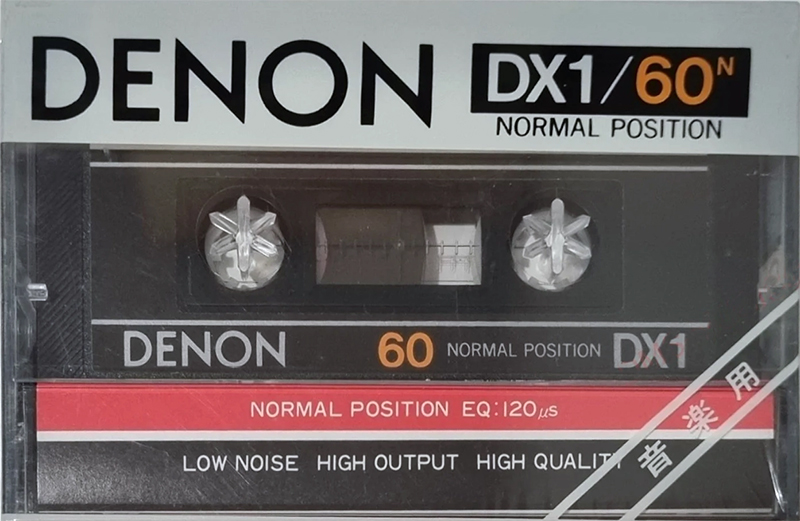 DENON DX1/60N
NORMAL POSITION
DENON 60 NORMAL POSITION DX1
NORMAL POSITION EQ:120μs
LOW NOISE HIGH OUTPUT HIGH QUALITY
音楽用